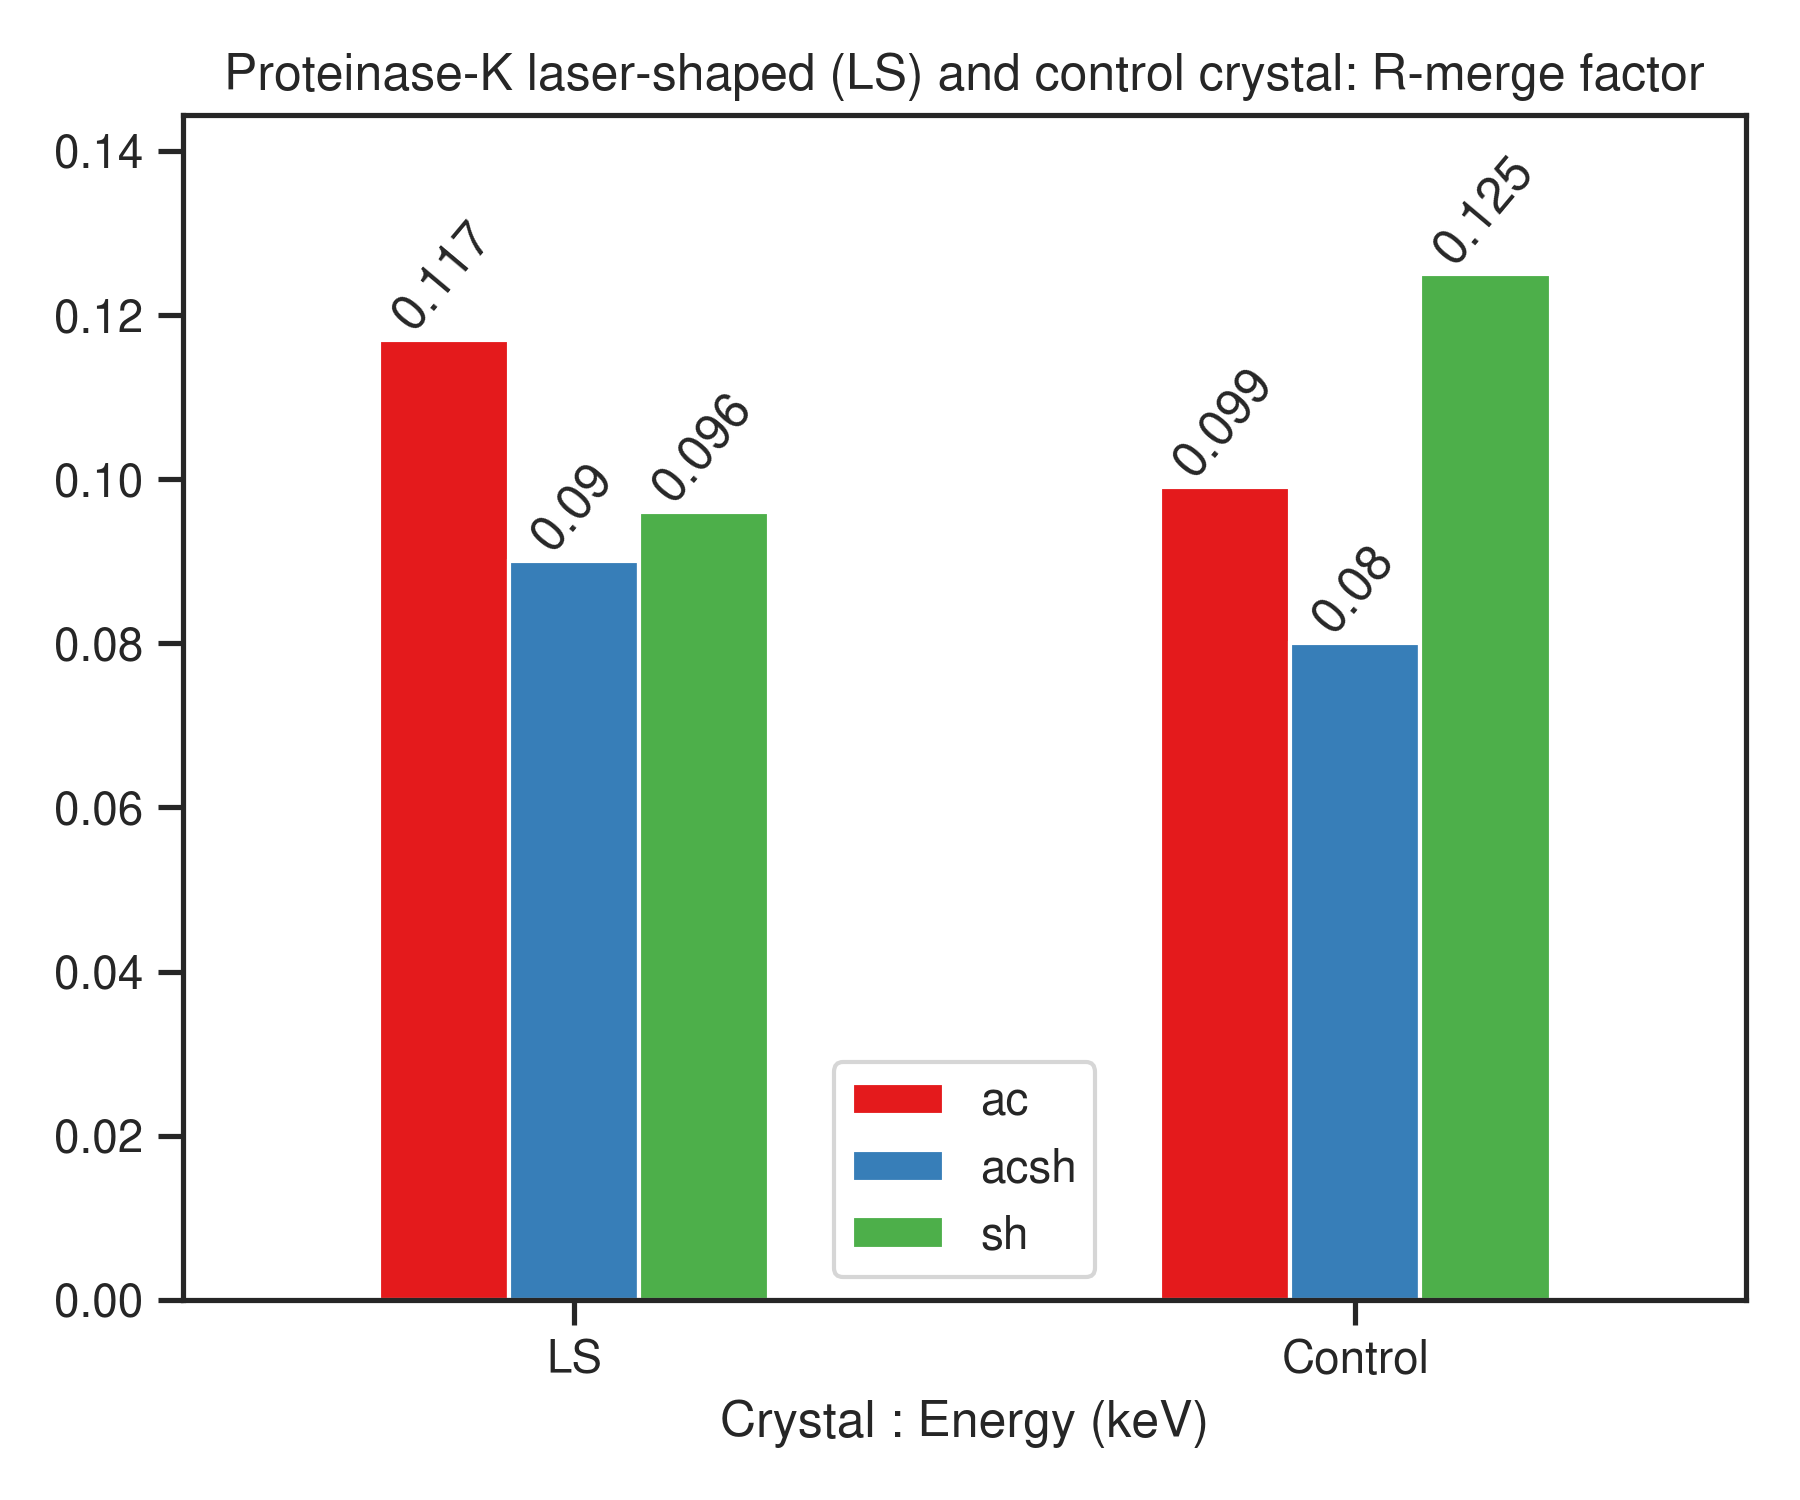 Proteinase-K laser-shaped (LS) and control crystal: R-merge factor
0.14
0.12
0.10
0.08
0.06
0.04
0.02
0.00
0.117
0.09
0.096
0.099
0.08
0.125
ac
acsh
sh
LS
Control
Crystal : Energy (keV)